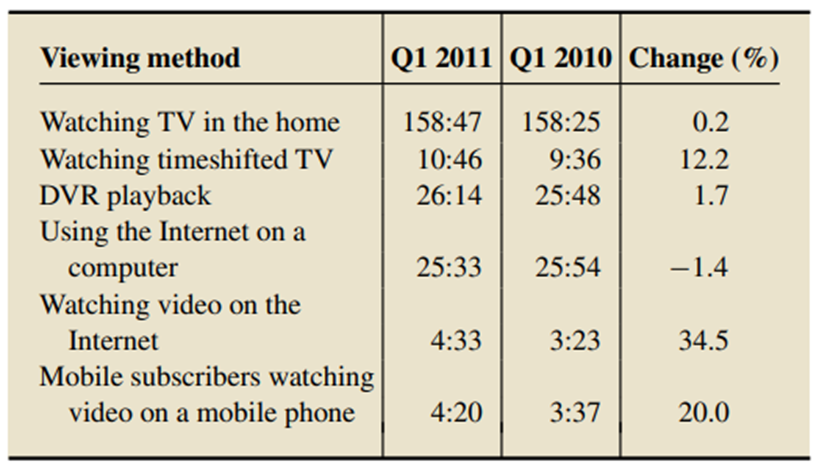 Viewing method Q1 2011 Q1 2010 Change (%)
Watching TV in the home 158:47 158:25 0.2
Watching timeshifted TV 10:46 9:36 12.2
DVR playback 26:14 25:48 1.7
Using the Internet on a
computer 25:33 25:54 −1.4
Watching video on the
Internet 4:33 3:23 34.5
Mobile subscribers watching
video on a mobile phone 4:20 3:37 20.0